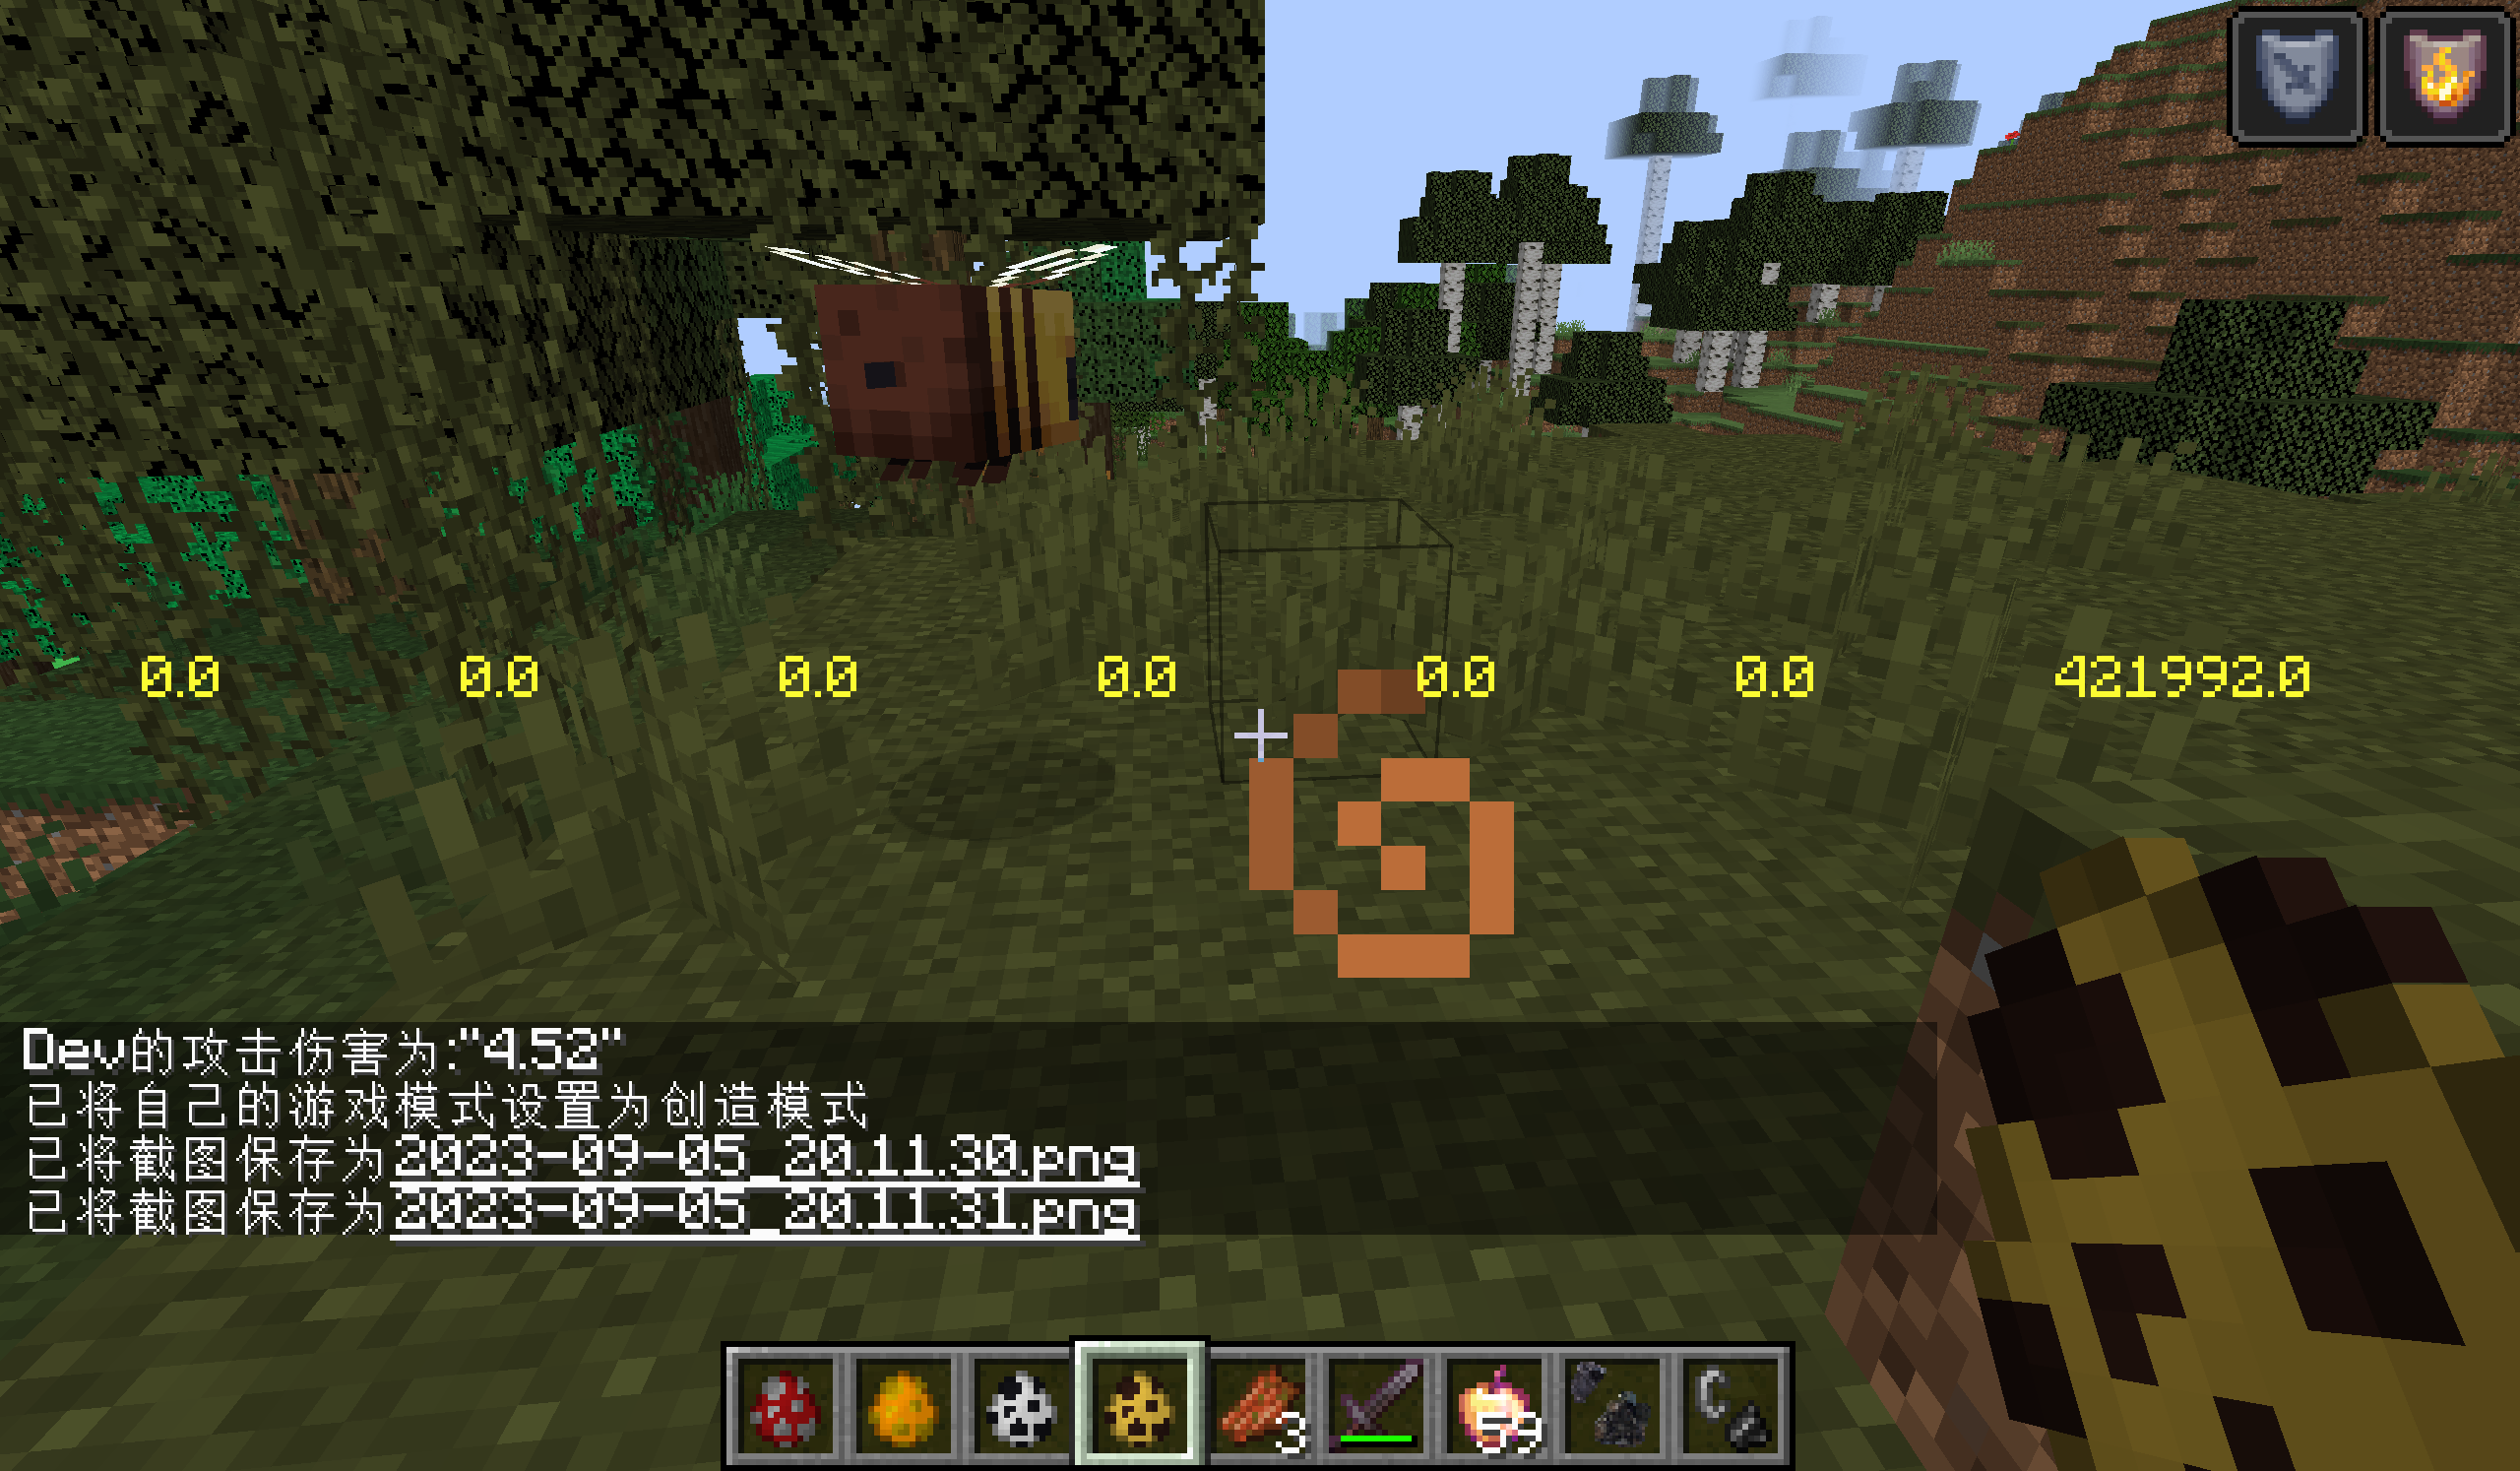 0.0 0.0 0.0 0.0 0.0 0.0 421992.0
Dev的攻击伤害为:"4.52"
已将自己的游戏模式设置为创造模式
已将截图保存为2023-09-05_20.11.30.png
已将截图保存为2023-09-05_20.11.31.png
3 59